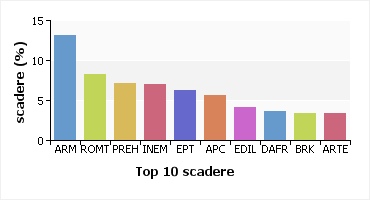 15
10
5
0
scadere (%)
ARM ROMT PREH INEM EPT APC EDIL DAFR BRK ARTE
Top 10 scadere